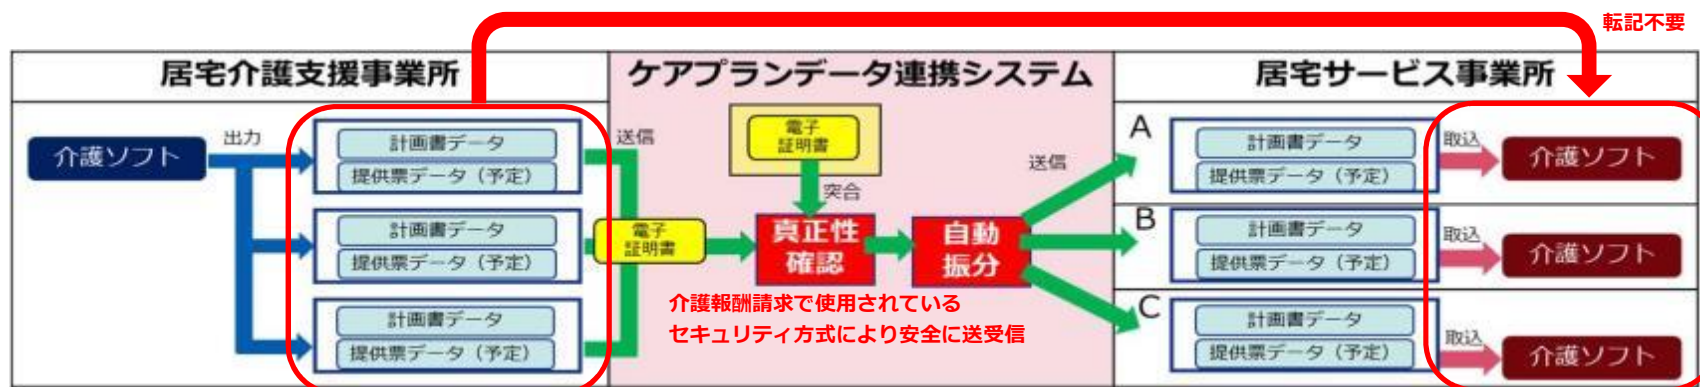 転記不要
居宅介護支援事業所
ケアプランデータ連携システム
居宅サービス事業所
介護ソフト
出力
計画書データ
提供票データ（予定）
計画書データ
提供票データ（予定）
計画書データ
提供票データ（予定）
送信
電子
証明書
電子
証明書
突合
真正性
確認
自動
振分
介護報酬請求で使用されている
セキュリティ方式により安全に送受信
送信
A
計画書データ
提供票データ（予定）
取込
介護ソフト
B
計画書データ
提供票データ（予定）
取込
介護ソフト
C
計画書データ
提供票データ（予定）
取込
介護ソフト